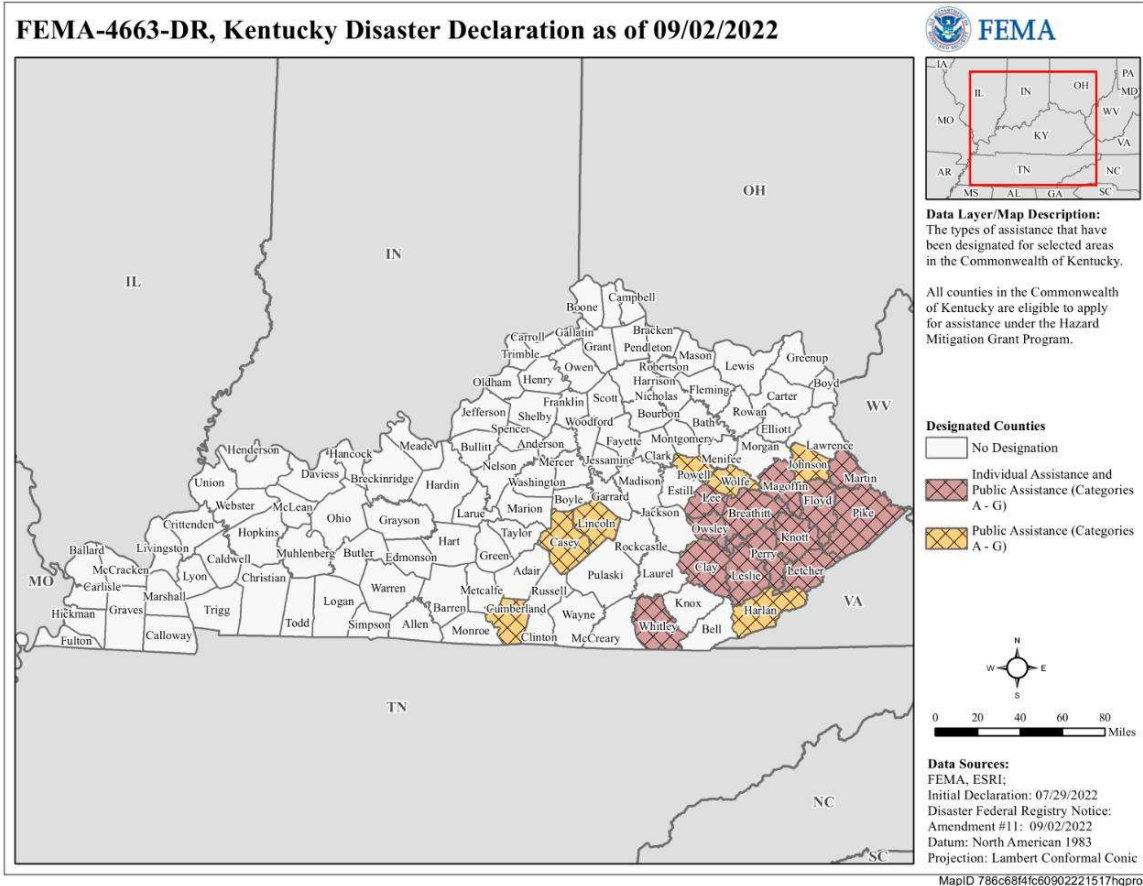 FEMA-4663-DR, Kentucky Disaster Declaration as of 09/02/2022
FEMA
IA
IL
IN
OH
PA
MD
MO
WV
KY
VA
AR
TN
NC
MS
AL
GA
SC
Data Layer/Map Description:
The types of assistance that have
been designated for selected areas
in the Commonwealth of Kentucky.
All counties in the Commonwealth
of Kentucky are eligible to apply
for assistance under the Hazard
Mitigation Grant Program.
Designated Counties
No Designation
Individual Assistance and
Public Assistance (Categories
A - G)
Public Assistance (Categories
A - G)
N
W
E
S
0 20 40 60 80
Miles
Data Sources:
FEMA, ESRI;
Initial Declaration: 07/29/2022
Disaster Federal Registry Notice:
Amendment #11: 09/02/2022
Datum: North American 1983
Projection: Lambert Conformal Conic
MapID 786c68f4fc60902221517hqpro
OH
IN
IL
WV
MO
VA
TN
NC
SC
Boone
Campbell
Gallatin
Carroll
Bracken
Grant
Pendleton
Trimble
Mason
Greenup
Owen
Robertson
Lewis
Oldham
Henry
Harrison
Fleming
Boyd
Franklin
Scott
Nicholas
Carter
Jefferson
Shelby
Bourbon
Rowan
Spencer
Woodford
Bath
Elliott
Henderson
Hancock
Meade
Bullitt
Anderson
Fayette
Montgomery
Morgan
Lawrence
Union
Daviess
Breckinridge
Nelson
Mercer
Jessamine
Clark
Menifee
Johnson
Martin
Hardin
Washington
Madison
Powell
Wolfe
Magoffin
Webster
McLean
Boyle
Garrard
Estill
Lee
Floyd
Pike
Crittenden
Ohio
Grayson
Larue
Marion
Lincoln
Jackson
Breathitt
Hopkins
Taylor
Owsley
Knott
Ballard
Livingston
Muhlenberg
Butler
Edmonson
Hart
Green
Casey
Rockcastle
Perry
McCracken
Caldwell
Adair
Clay
Leslie
Letcher
Carlisle
Lyon
Christian
Warren
Metcalfe
Russell
Pulaski
Laurel
Marshall
Hickman
Graves
Trigg
Logan
Barren
Cumberland
Wayne
Knox
Harlan
Fulton
Calloway
Todd
Simpson
Allen
Monroe
Clinton
McCreary
Whitley
Bell